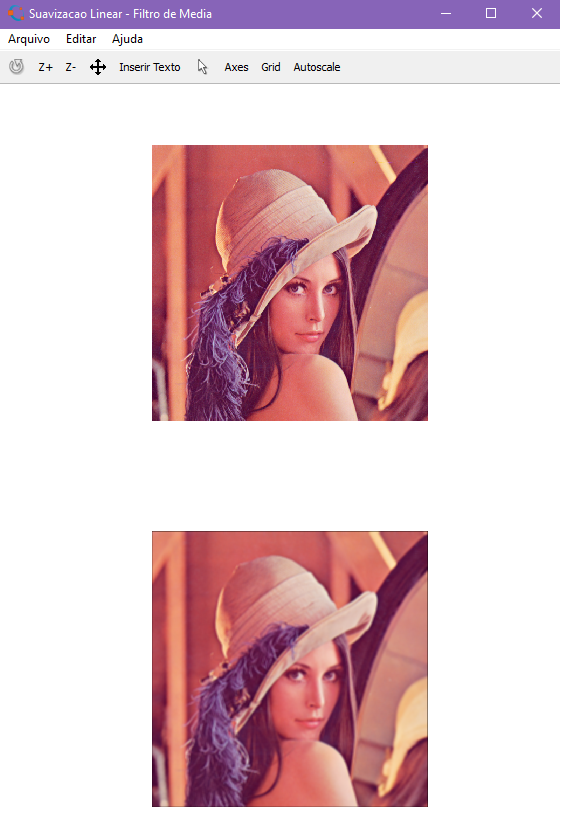 Suavizacao Linear - Filtro de Media
Arquivo Editar Ajuda
Z+ Z- Inserir Texto Axes Grid Autoscale